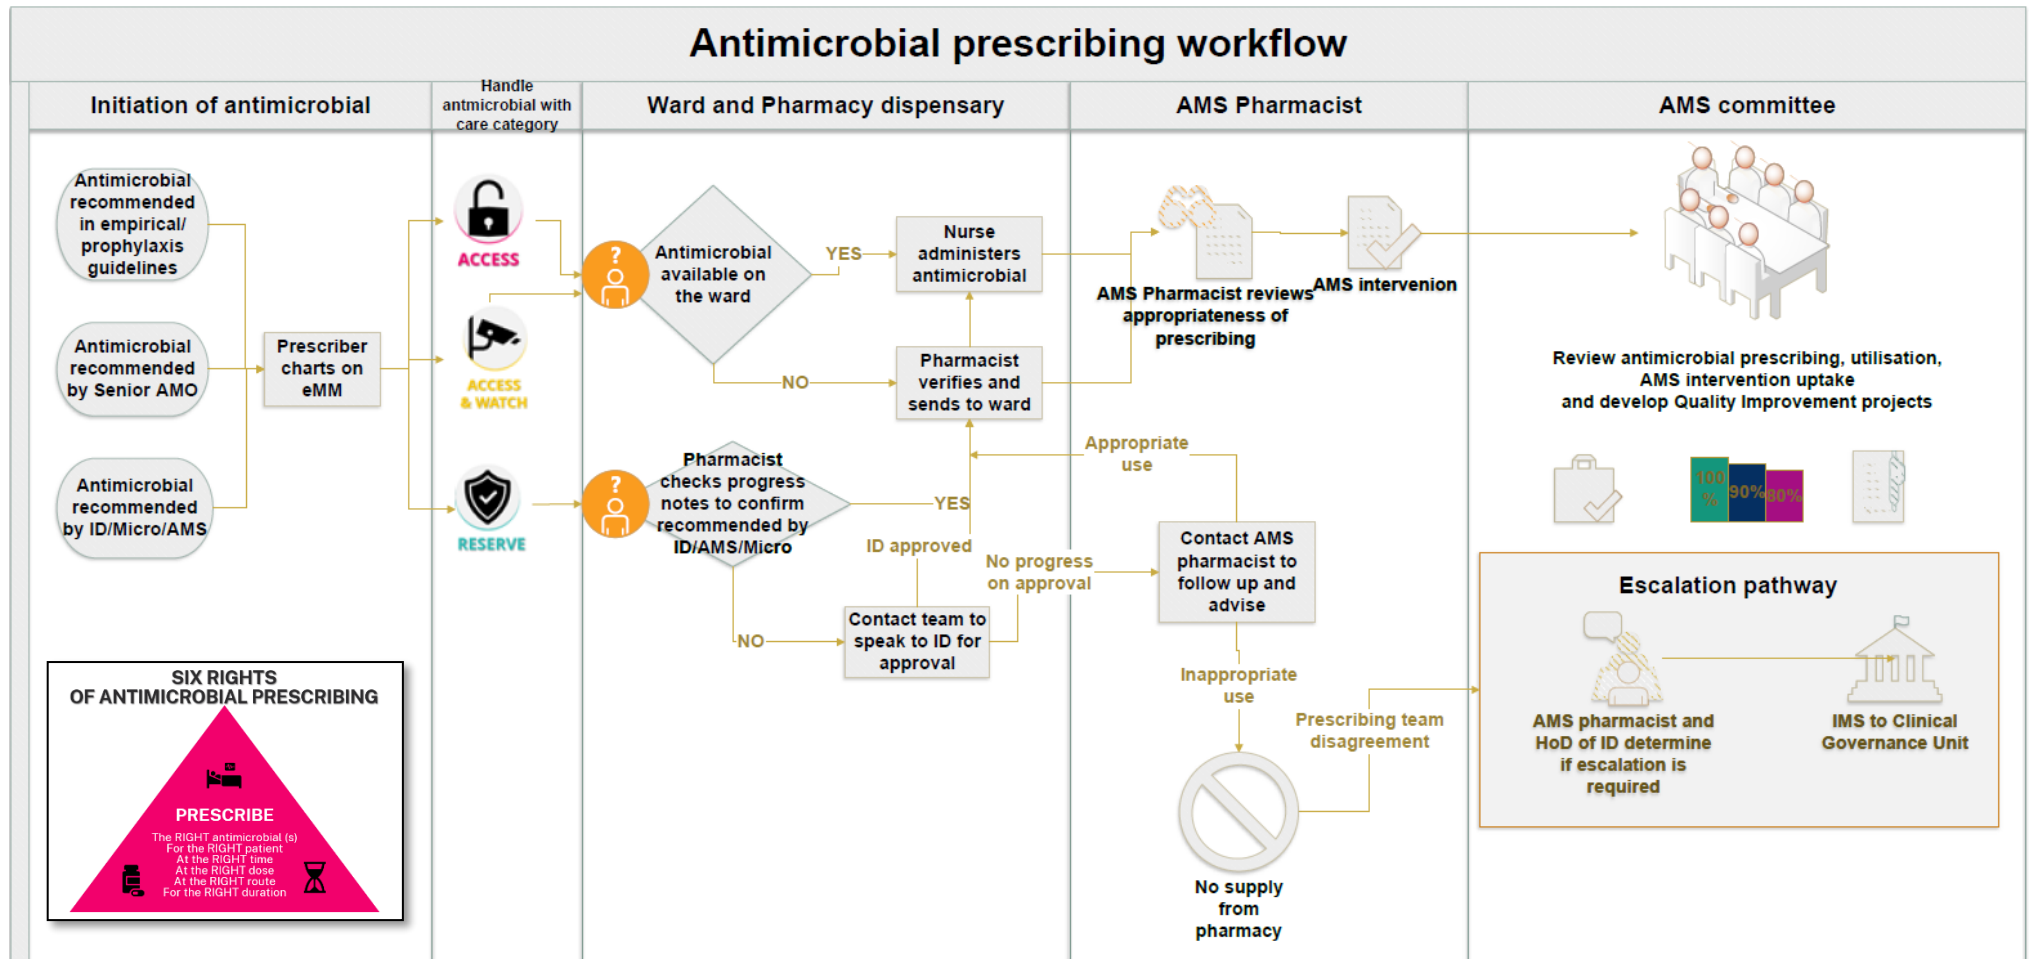 Antimicrobial prescribing workflow
Initiation of antimicrobial
Handle
antmicrobial with
care category
Ward and Pharmacy dispensary
AMS Pharmacist
AMS committee
Antimicrobial
recommended
in empirical/
prophylaxis
guidelines
Antimicrobial
recommended
by Senior AMO
Antimicrobial
recommended
by ID/Micro/AMS
Prescriber
charts on
eMM
ACCESS
ACCESS
& WATCH
RESERVE
?
Antimicrobial
available on
the ward
YES
NO
Nurse
administers
antimicrobial
Pharmacist
verifies and
sends to ward
?
Pharmacist
checks progress
notes to confirm
recommended by
ID/AMS/Micro
YES
NO
ID approved
Contact team to
speak to ID for
approval
No progress
on approval
AMS Pharmacist reviews
appropriateness of
prescribing
AMS intervenion
Appropriate
use
Contact AMS
pharmacist to
follow up and
advise
Inappropriate
use
Prescribing team
disagreement
No supply
from
pharmacy
Review antimicrobial prescribing, utilisation,
AMS intervention uptake
and develop Quality Improvement projects
100
%
90%
80%
Escalation pathway
AMS pharmacist and
HoD of ID determine
if escalation is
required
IMS to Clinical
Governance Unit
SIX RIGHTS
OF ANTIMICROBIAL PRESCRIBING
PRESCRIBE
The RIGHT antimicrobial (s)
For the RIGHT patient
At the RIGHT time
At the RIGHT dose
At the RIGHT route
For the RIGHT duration